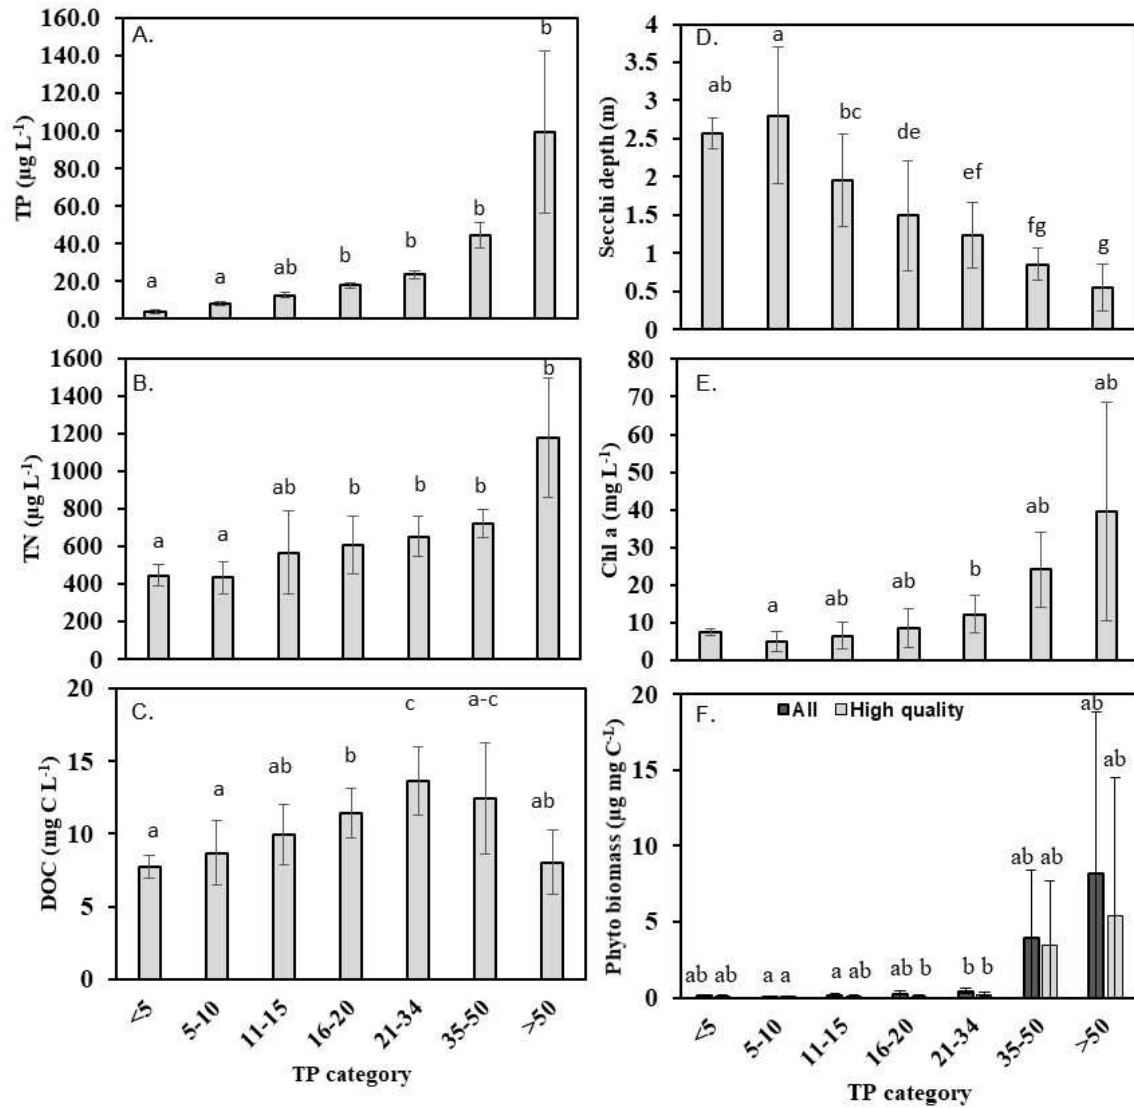 A.
TP (µg L-1)
160.0
140.0
120.0
100.0
80.0
60.0
40.0
20.0
0.0
a a ab b b b b
B.
TN (µg L-1)
1600
1400
1200
1000
800
600
400
200
0
a a ab b b b b
C.
DOC (mg C L-1)
20
15
10
5
0
a a ab b c a-c ab
<5 5-10 11-15 16-20 21-34 35-50 >50
TP category
D.
Secchi depth (m)
4
3.5
3
2.5
2
1.5
1
0.5
0
ab a bc de ef fg g
E.
Chl a (mg L-1)
80
70
60
50
40
30
20
10
0
a ab ab b ab ab
F.
All High quality
Phyto biomass (µg mg C-L)
20
15
10
5
0
ab ab a a a ab ab b b b ab ab ab ab
<5 5-10 11-15 16-20 21-34 35-50 >50
TP category